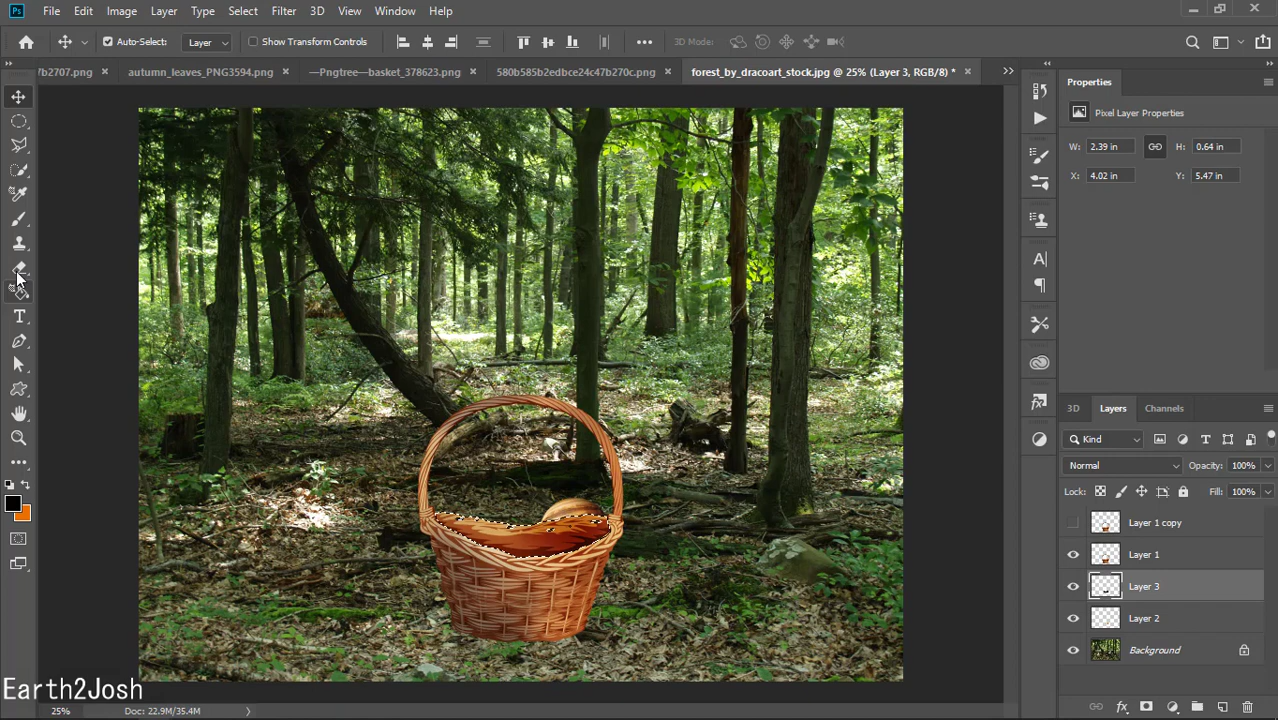 Ps File Edit Image Layer Type Select Filter 3D View Window Help
Auto-Select: Layer Show Transform Controls 3D Mode:
7b2707.png × autumn_leaves_PNG3594.png × —Pngtree—basket_378623.png × 580b585b2edbce24c47b270c.png × forest_by_dracoart_stock.jpg @ 25% (Layer 3, RGB/8) * ×
Properties
Pixel Layer Properties
W: 2.39 in H: 0.64 in
X: 4.02 in Y: 5.47 in
3D Layers Channels
Kind
Normal Opacity: 100%
Lock: Fill: 100%
Layer 1 copy
Layer 1
Layer 3
Layer 2
Background
Earth2Josh
25% Doc: 22.9M/35.4M